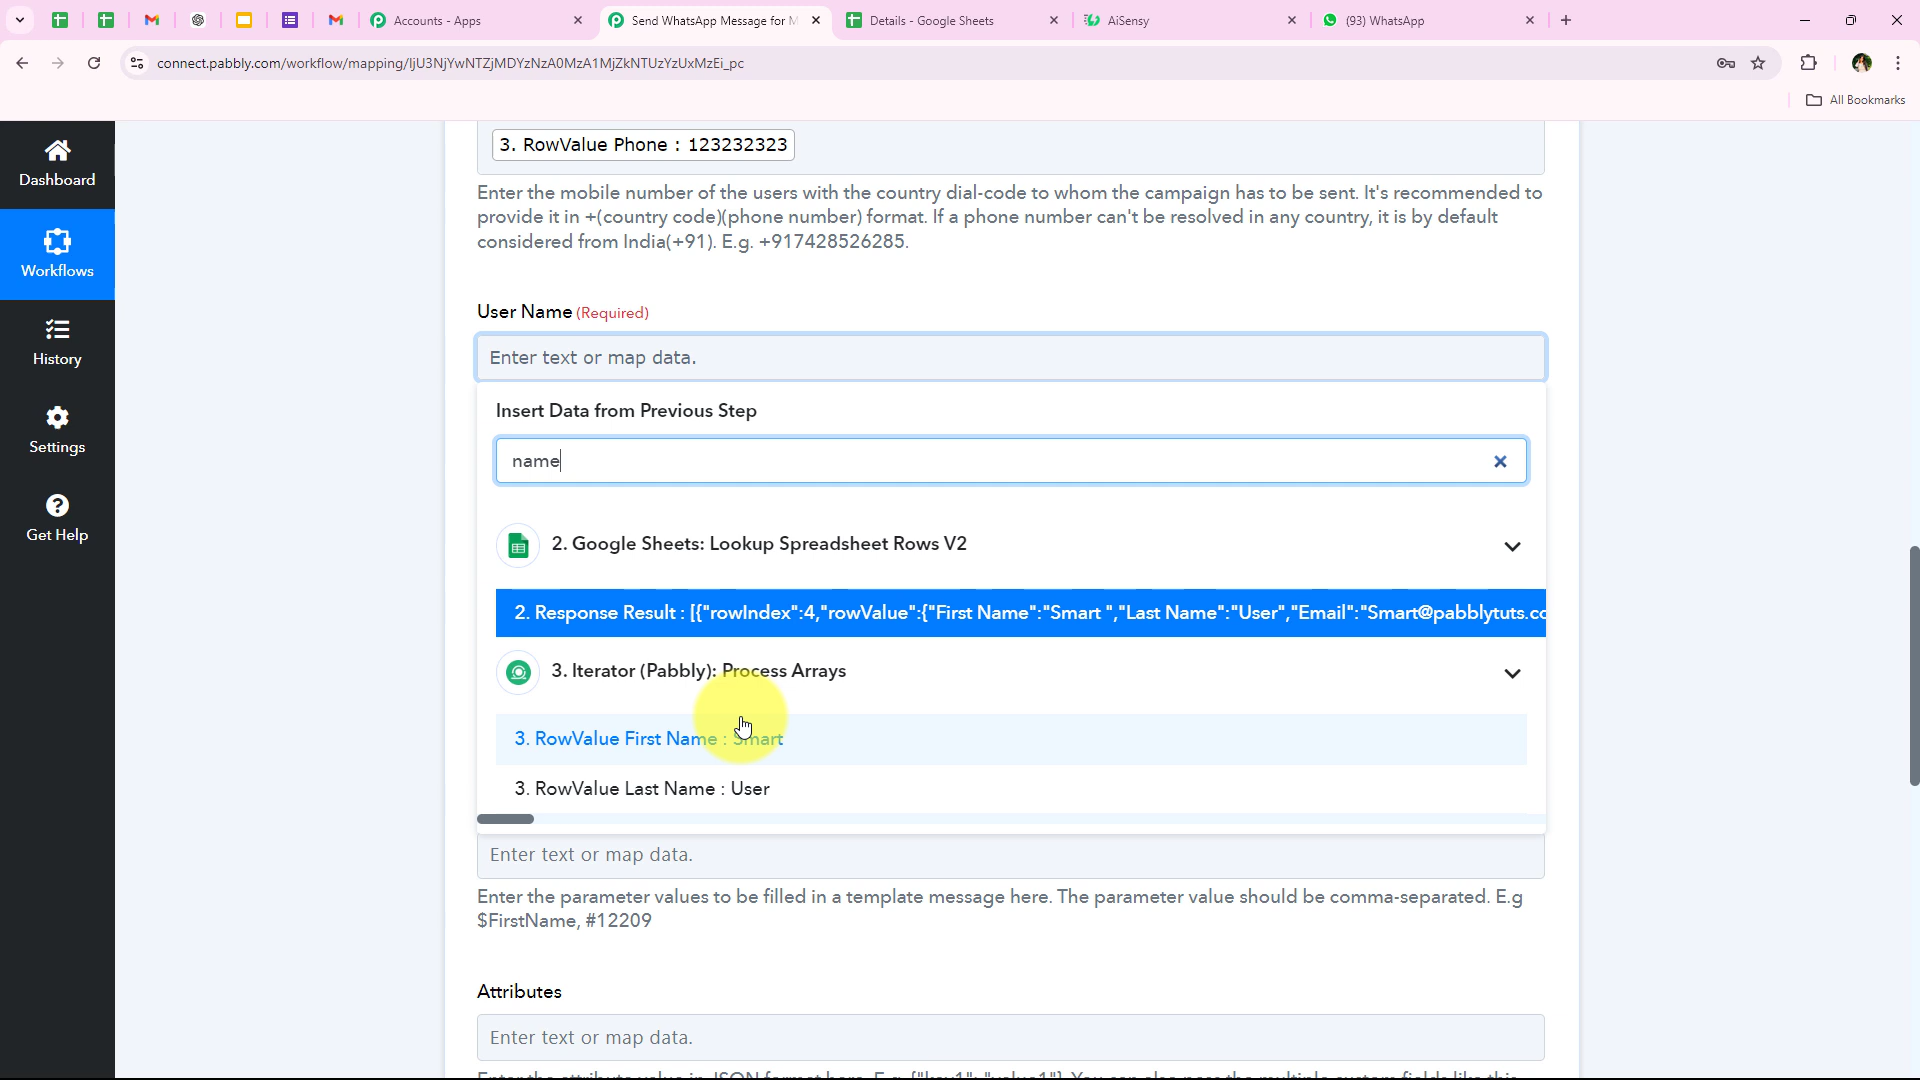 Accounts - Apps
Send WhatsApp Message for M
Details - Google Sheets
AiSensy
(93) WhatsApp
connect.pabbly.com/workflow/mapping/IjU3NjYwNTZjMDYzNzA0MzA1MjZkNTUzYzUxMzEi_pc
All Bookmarks
Dashboard
Workflows
History
Settings
Get Help
3. RowValue Phone : 123232323
Enter the mobile number of the users with the country dial-code to whom the campaign has to be sent. It's recommended to
provide it in +(country code)(phone number) format. If a phone number can't be resolved in any country, it is by default
considered from India(+91). E.g. +917428526285.
User Name (Required)
Enter text or map data.
Insert Data from Previous Step
name
2. Google Sheets: Lookup Spreadsheet Rows V2
2. Response Result : [{"rowIndex":4,"rowValue":{"First Name":"Smart ","Last Name":"User","Email":"Smart@pabblytuts.co
3. Iterator (Pabbly): Process Arrays
3. RowValue First Name : Smart
3. RowValue Last Name : User
Enter text or map data.
Enter the parameter values to be filled in a template message here. The parameter value should be comma-separated. E.g
$FirstName, #12209
Attributes
Enter text or map data.